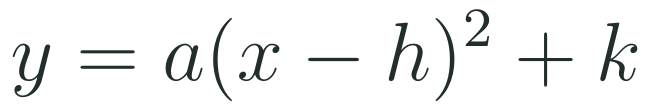 y = a(x − h)² + k